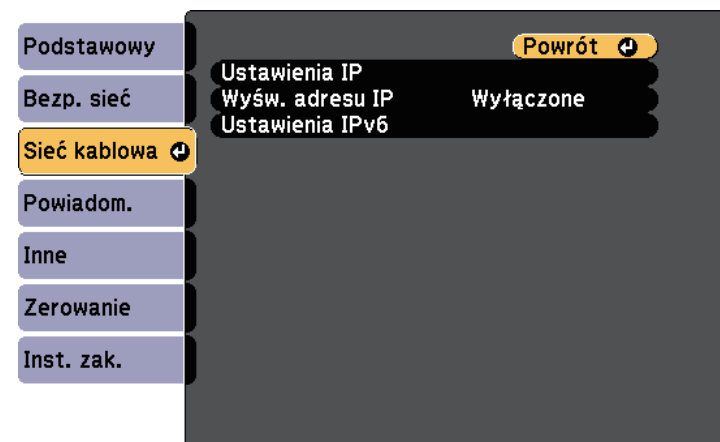 Podstawowy
Bezp. sieć
Sieć kablowa
Powiadom.
Inne
Zerowanie
Inst. zak.
Powrót
Ustawienia IP
Wyśw. adresu IP Wyłączone
Ustawienia IPv6